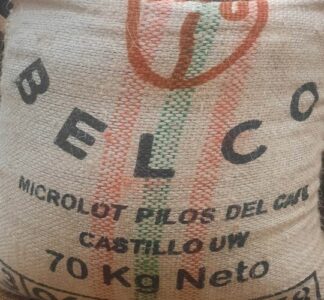 BELCO
MICROLOT PILOS DEL CAFE
CASTILLO UW
70 Kg Neto